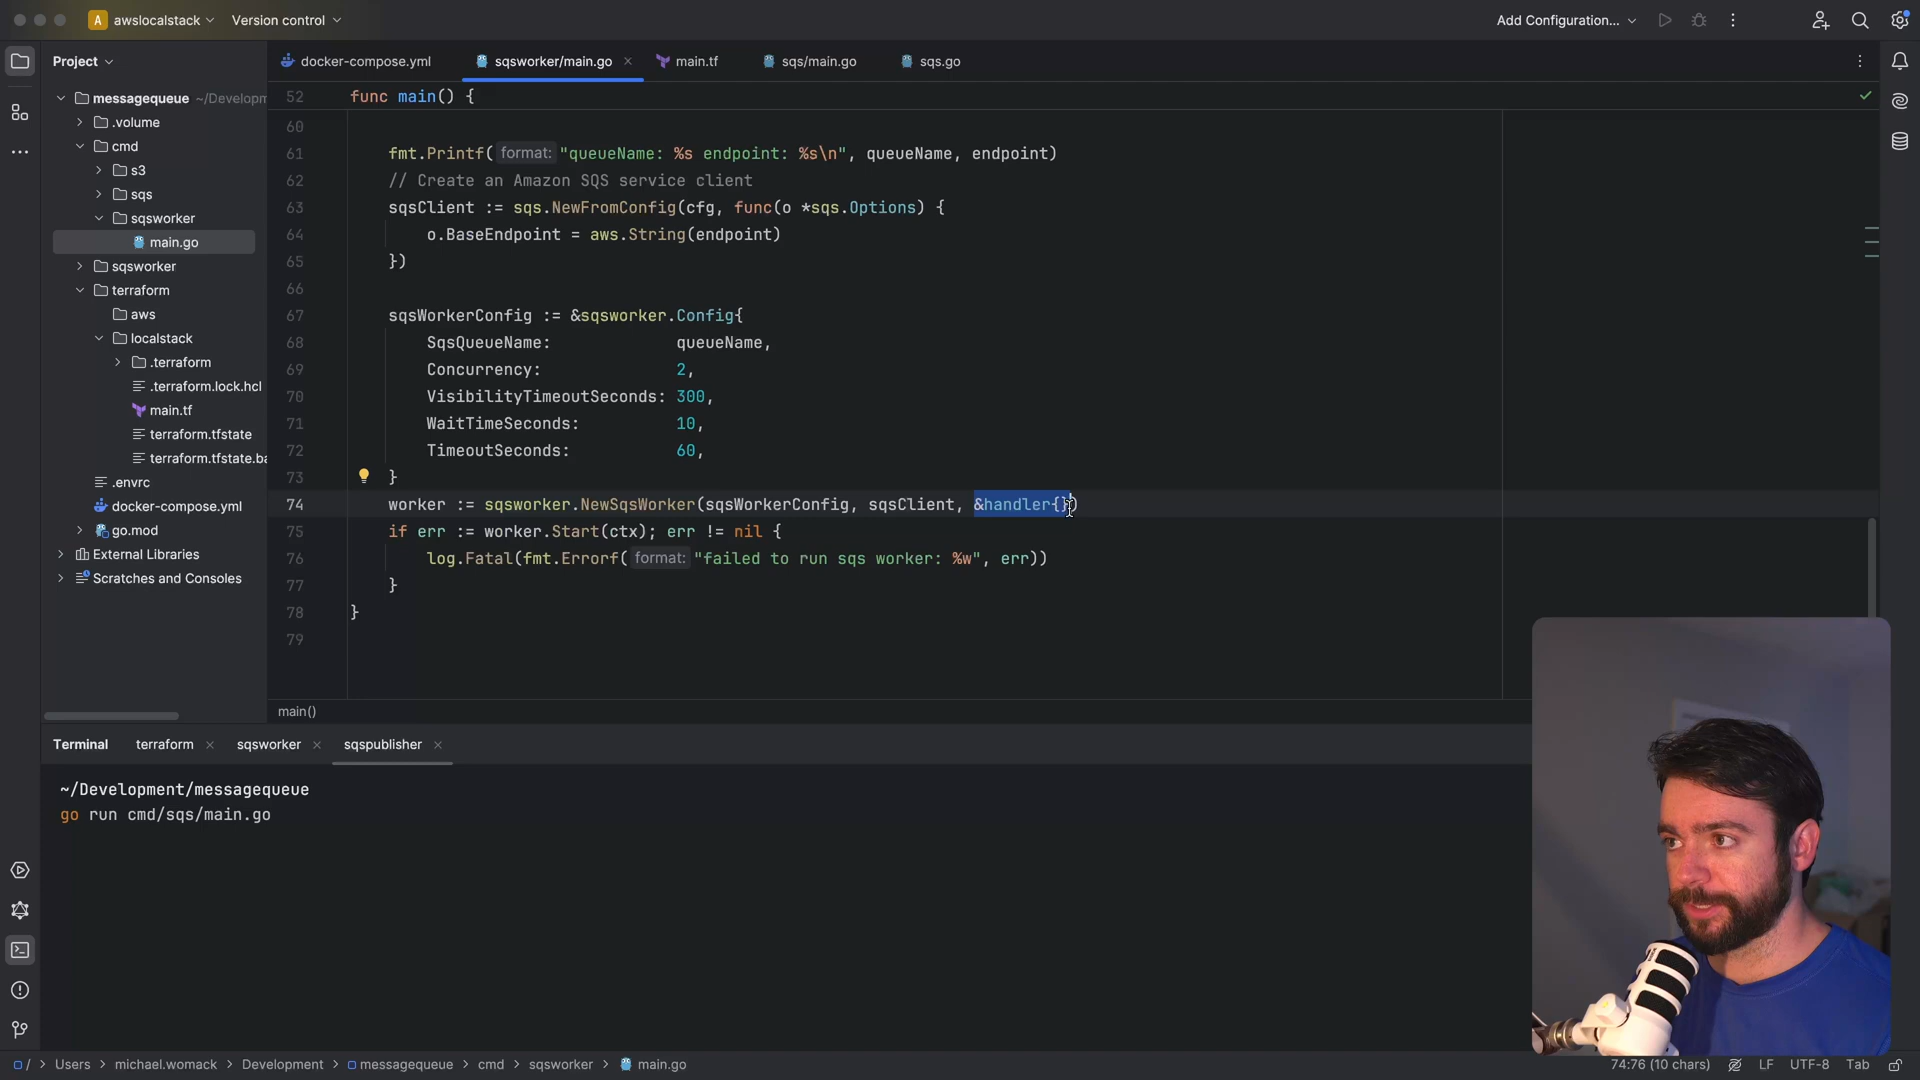 A awslocalstack Version control Add Configuration...
Project
docker-compose.yml sqsworker/main.go main.tf sqs/main.go sqs.go
messagequeue ~/Developm
.volume
cmd
s3
sqs
sqsworker
main.go
sqsworker
terraform
aws
localstack
.terraform
.terraform.lock.hcl
main.tf
terraform.tfstate
terraform.tfstate.ba
.envrc
docker-compose.yml
go.mod
External Libraries
Scratches and Consoles
52 func main() {
60
61 fmt.Printf( format: "queueName: %s endpoint: %s\n", queueName, endpoint)
62 // Create an Amazon SQS service client
63 sqsClient := sqs.NewFromConfig(cfg, func(o *sqs.Options) {
64 o.BaseEndpoint = aws.String(endpoint)
65 })
66
67 sqsWorkerConfig := &sqsworker.Config{
68 SqsQueueName: queueName,
69 Concurrency: 2,
70 VisibilityTimeoutSeconds: 300,
71 WaitTimeSeconds: 10,
72 TimeoutSeconds: 60,
73 }
74 worker := sqsworker.NewSqsWorker(sqsWorkerConfig, sqsClient, &handler{})
75 if err := worker.Start(ctx); err != nil {
76 log.Fatal(fmt.Errorf( format: "failed to run sqs worker: %w", err))
77 }
78 }
79
main()
Terminal terraform sqsworker sqspublisher
~/Development/messagequeue
go run cmd/sqs/main.go
/ > Users > michael.womack > Development > messagequeue > cmd > sqsworker > main.go 74:76 (10 chars) LF UTF-8 Tab